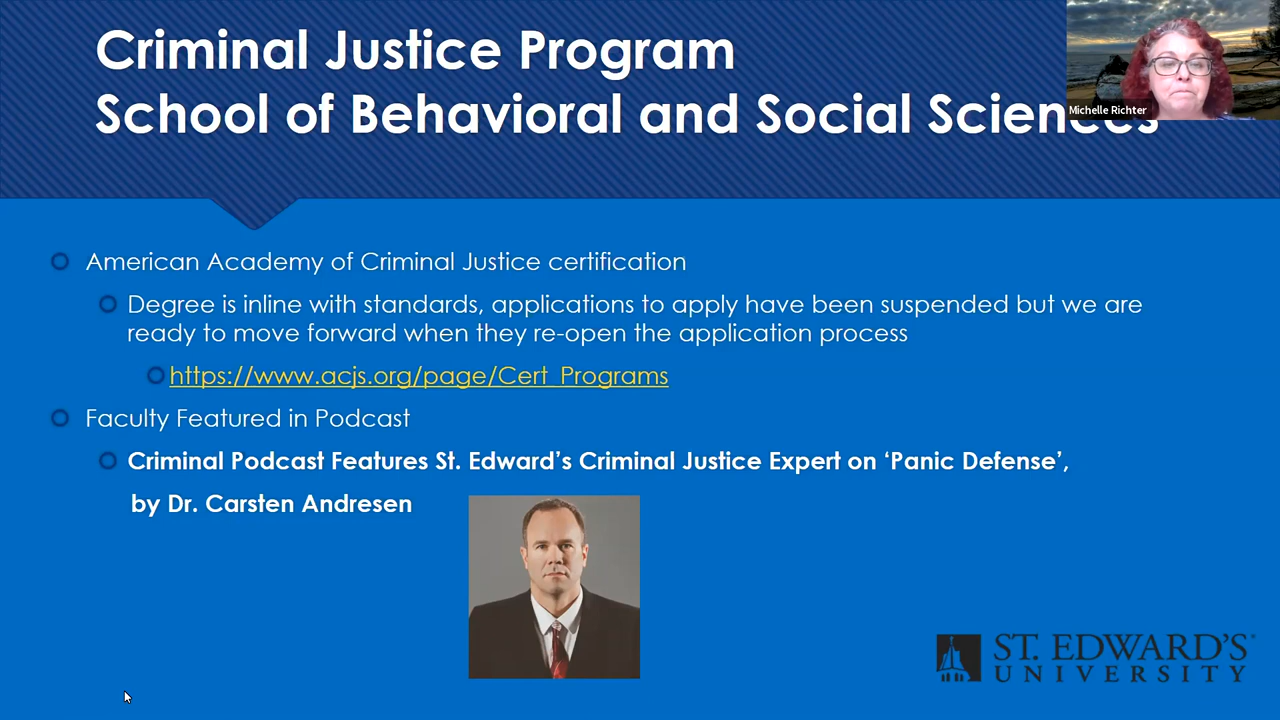 Criminal Justice Program
School of Behavioral and Social Sciences
Michelle Richter
American Academy of Criminal Justice certification
Degree is inline with standards, applications to apply have been suspended but we are
ready to move forward when they re-open the application process
https://www.acjs.org/page/Cert_Programs
Faculty Featured in Podcast
Criminal Podcast Features St. Edward’s Criminal Justice Expert on ‘Panic Defense’,
by Dr. Carsten Andresen
ST. EDWARD'S
UNIVERSITY